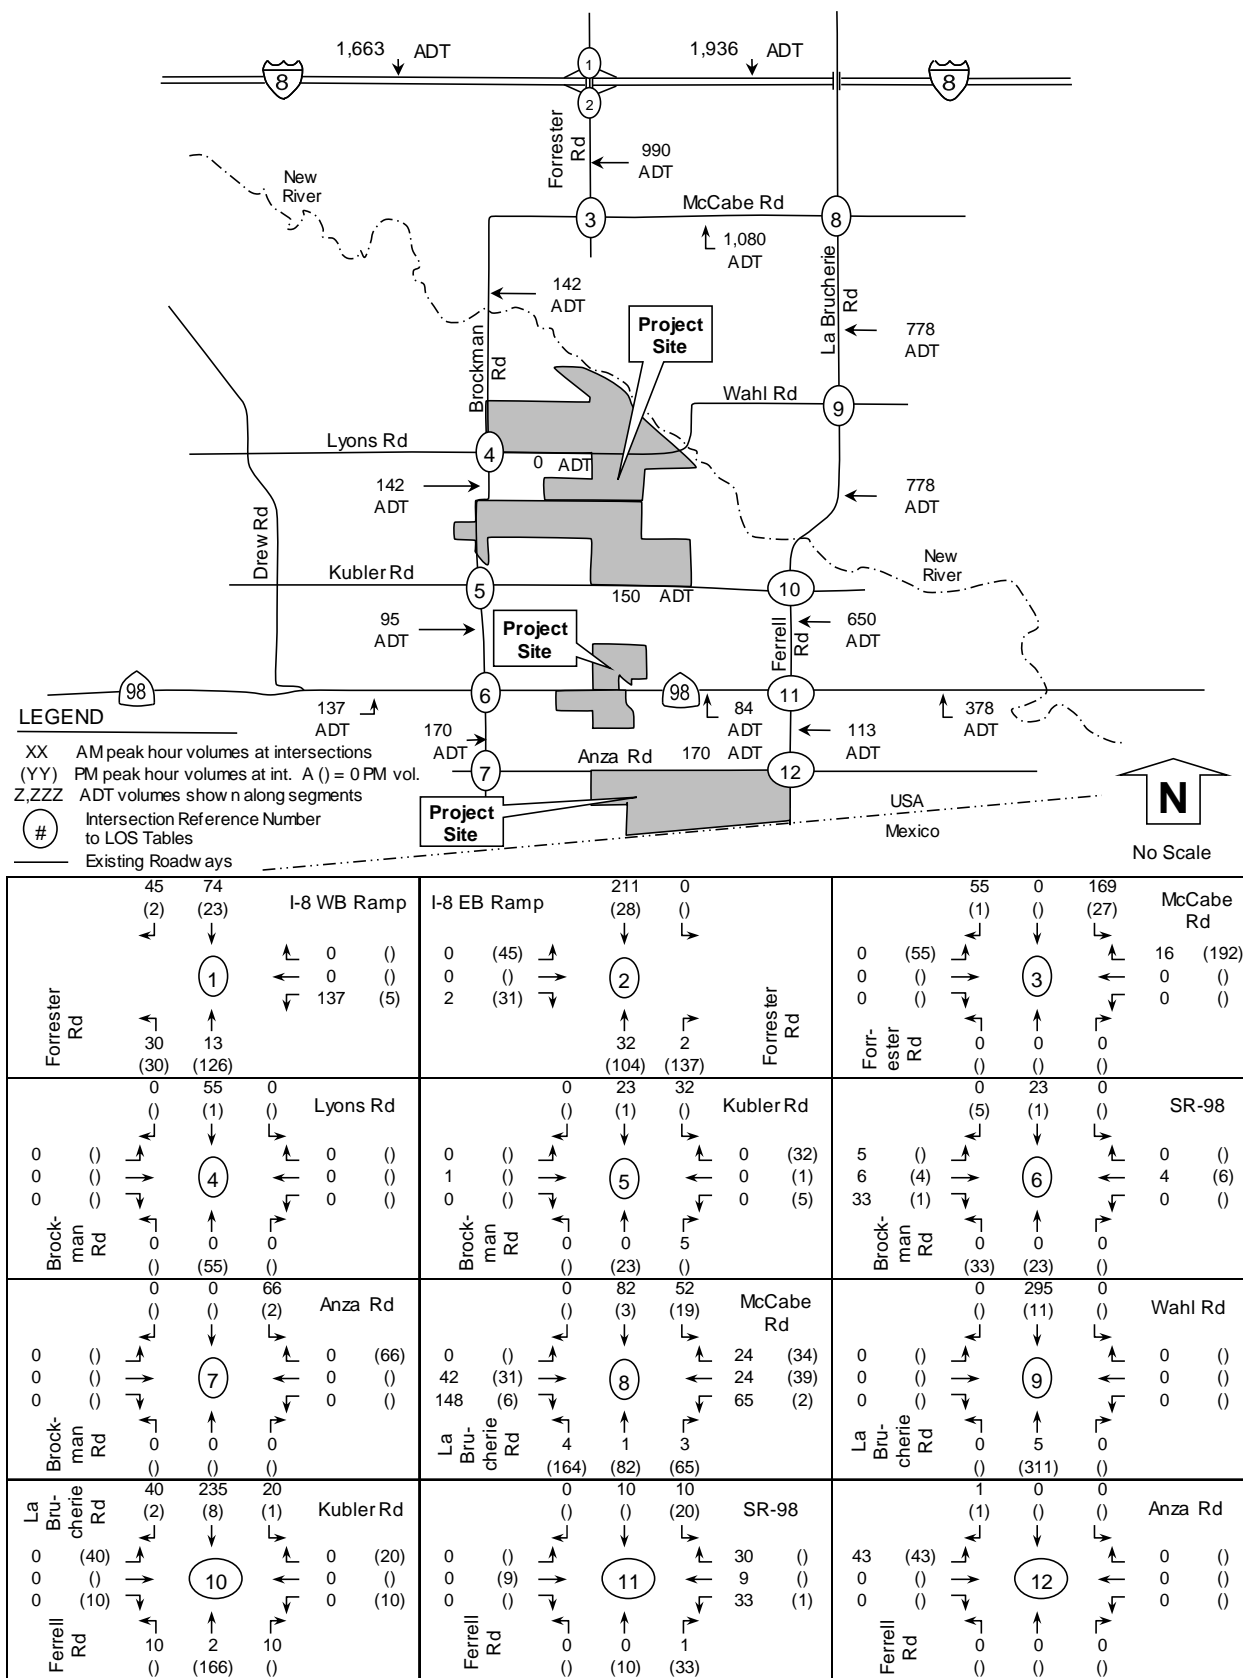 1,663 ADT
1,936 ADT
8
8
1
2
Forrester
Rd
990
ADT
New
River
McCabe Rd
3
8
1,080
ADT
142
ADT
La Brucherie
Rd
Project
Site
778
ADT
Brockman
Rd
Wahl Rd
9
Lyons Rd
4
0 ADT
142
ADT
778
ADT
Drew Rd
New
River
Kubler Rd
5
10
150 ADT
95
ADT
Project
Site
650
ADT
Ferrell
Rd
98
6
98
11
137
ADT
84
ADT
378
ADT
170
ADT
ADT
113
ADT
Anza Rd
170
7
12
Project
Site
USA
Mexico
N
No Scale
LEGEND
XX AM peak hour volumes at intersections
(YY) PM peak hour volumes at int. A () = 0 PM vol.
Z,ZZZ ADT volumes shown along segments
# Intersection Reference Number
to LOS Tables
Existing Roadways
45 74
(2) (23)
I-8 WB Ramp
0 ()
0 ()
137 (5)
1
Forrester
Rd
30 13
(30) (126)
I-8 EB Ramp
211 0
(28) ()
0 (45)
0 ()
2 (31)
2
Forrester
Rd
32 2
(104) (137)
55 0 169
(1) () (27)
McCabe
Rd
0 (55)
0 ()
0 ()
3
16 (192)
0 ()
0 ()
Forr-
ester
Rd
0 0 0
() () ()
0 55 0
() (1) ()
Lyons Rd
0 ()
0 ()
0 ()
4
0 ()
0 ()
0 ()
Brock-
man
Rd
0 0 0
() (55) ()
0 23 32
() (1) ()
Kubler Rd
0 ()
1 ()
0 ()
5
0 (32)
0 (1)
0 (5)
Brockman
Rd
0 0 5
() (23) ()
0 23 0
(5) (1) ()
SR-98
5 ()
6 (4)
33 (1)
6
0 ()
4 (6)
0 ()
Brock-
man
Rd
0 0 0
(33) (23) ()
0 0 66
() () (2)
Anza Rd
0 ()
0 ()
0 ()
7
0 (66)
0 ()
0 ()
Brock-
man
Rd
0 0 0
() () ()
0 82 52
() (3) (19)
McCabe
Rd
0 ()
42 (31)
148 (6)
8
24 (34)
24 (39)
65 (2)
La
Bru-
cherie
Rd
4 1 3
(164) (82) (65)
0 295 0
() (11) ()
Wahl Rd
0 ()
0 ()
0 ()
9
0 ()
0 ()
0 ()
La
Bru-
cherie
Rd
0 5 0
() (311) ()
La
Bru-
cherie
Rd
40 235 20
(2) (8) (1)
Kubler Rd
0 (40)
0 ()
0 (10)
10
0 (20)
0 ()
0 (10)
Ferrell
Rd
10 2 10
() (166) ()
0 10 10
() () (20)
SR-98
0 ()
0 (9)
0 ()
11
30 ()
9 ()
33 (1)
Ferrell
Rd
0 0 1
() (10) (33)
1 0 0
(1) () ()
Anza Rd
43 (43)
0 ()
0 ()
12
0 ()
0 ()
0 ()
Ferrell
Rd
0 0 0
() () ()